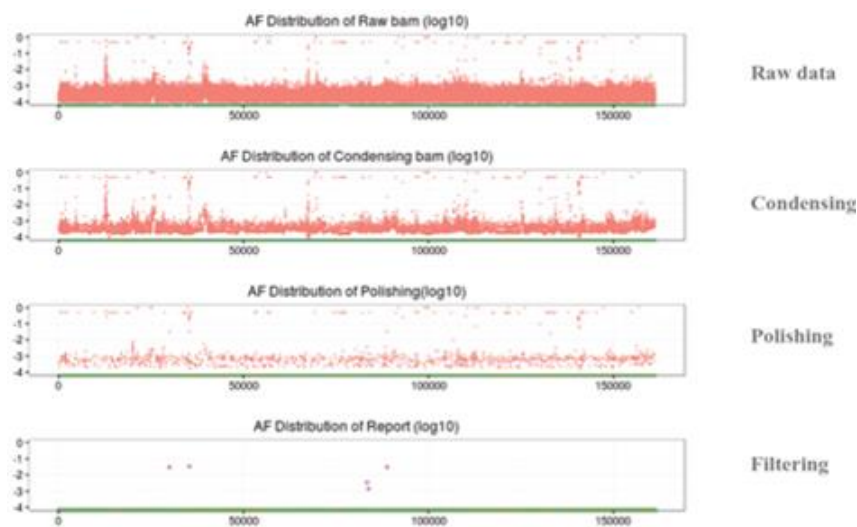 AF Distribution of Raw bam (log10)
0
-1
-2
-3
-4
0 50000 100000 150000
Raw data
AF Distribution of Condensing bam (log10)
0
-1
-2
-3
-4
0 50000 100000 150000
Condensing
AF Distribution of Polishing(log10)
0
-1
-2
-3
-4
0 50000 100000 150000
Polishing
AF Distribution of Report (log10)
0
-1
-2
-3
-4
0 50000 100000 150000
Filtering